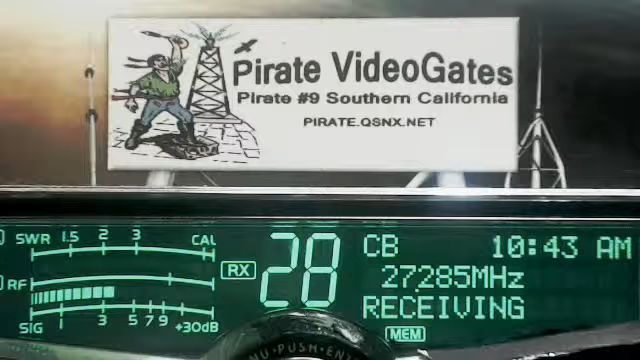 Pirate VideoGates
Pirate #9 Southern California
PIRATE.QSNX.NET
SWR 1.5 2 3 CAL
RF
SIG 1 3 5 7 9 +30dB
RX
28
CB 10:43 AM
27285MHz
RECEIVING
MEM
PUSH